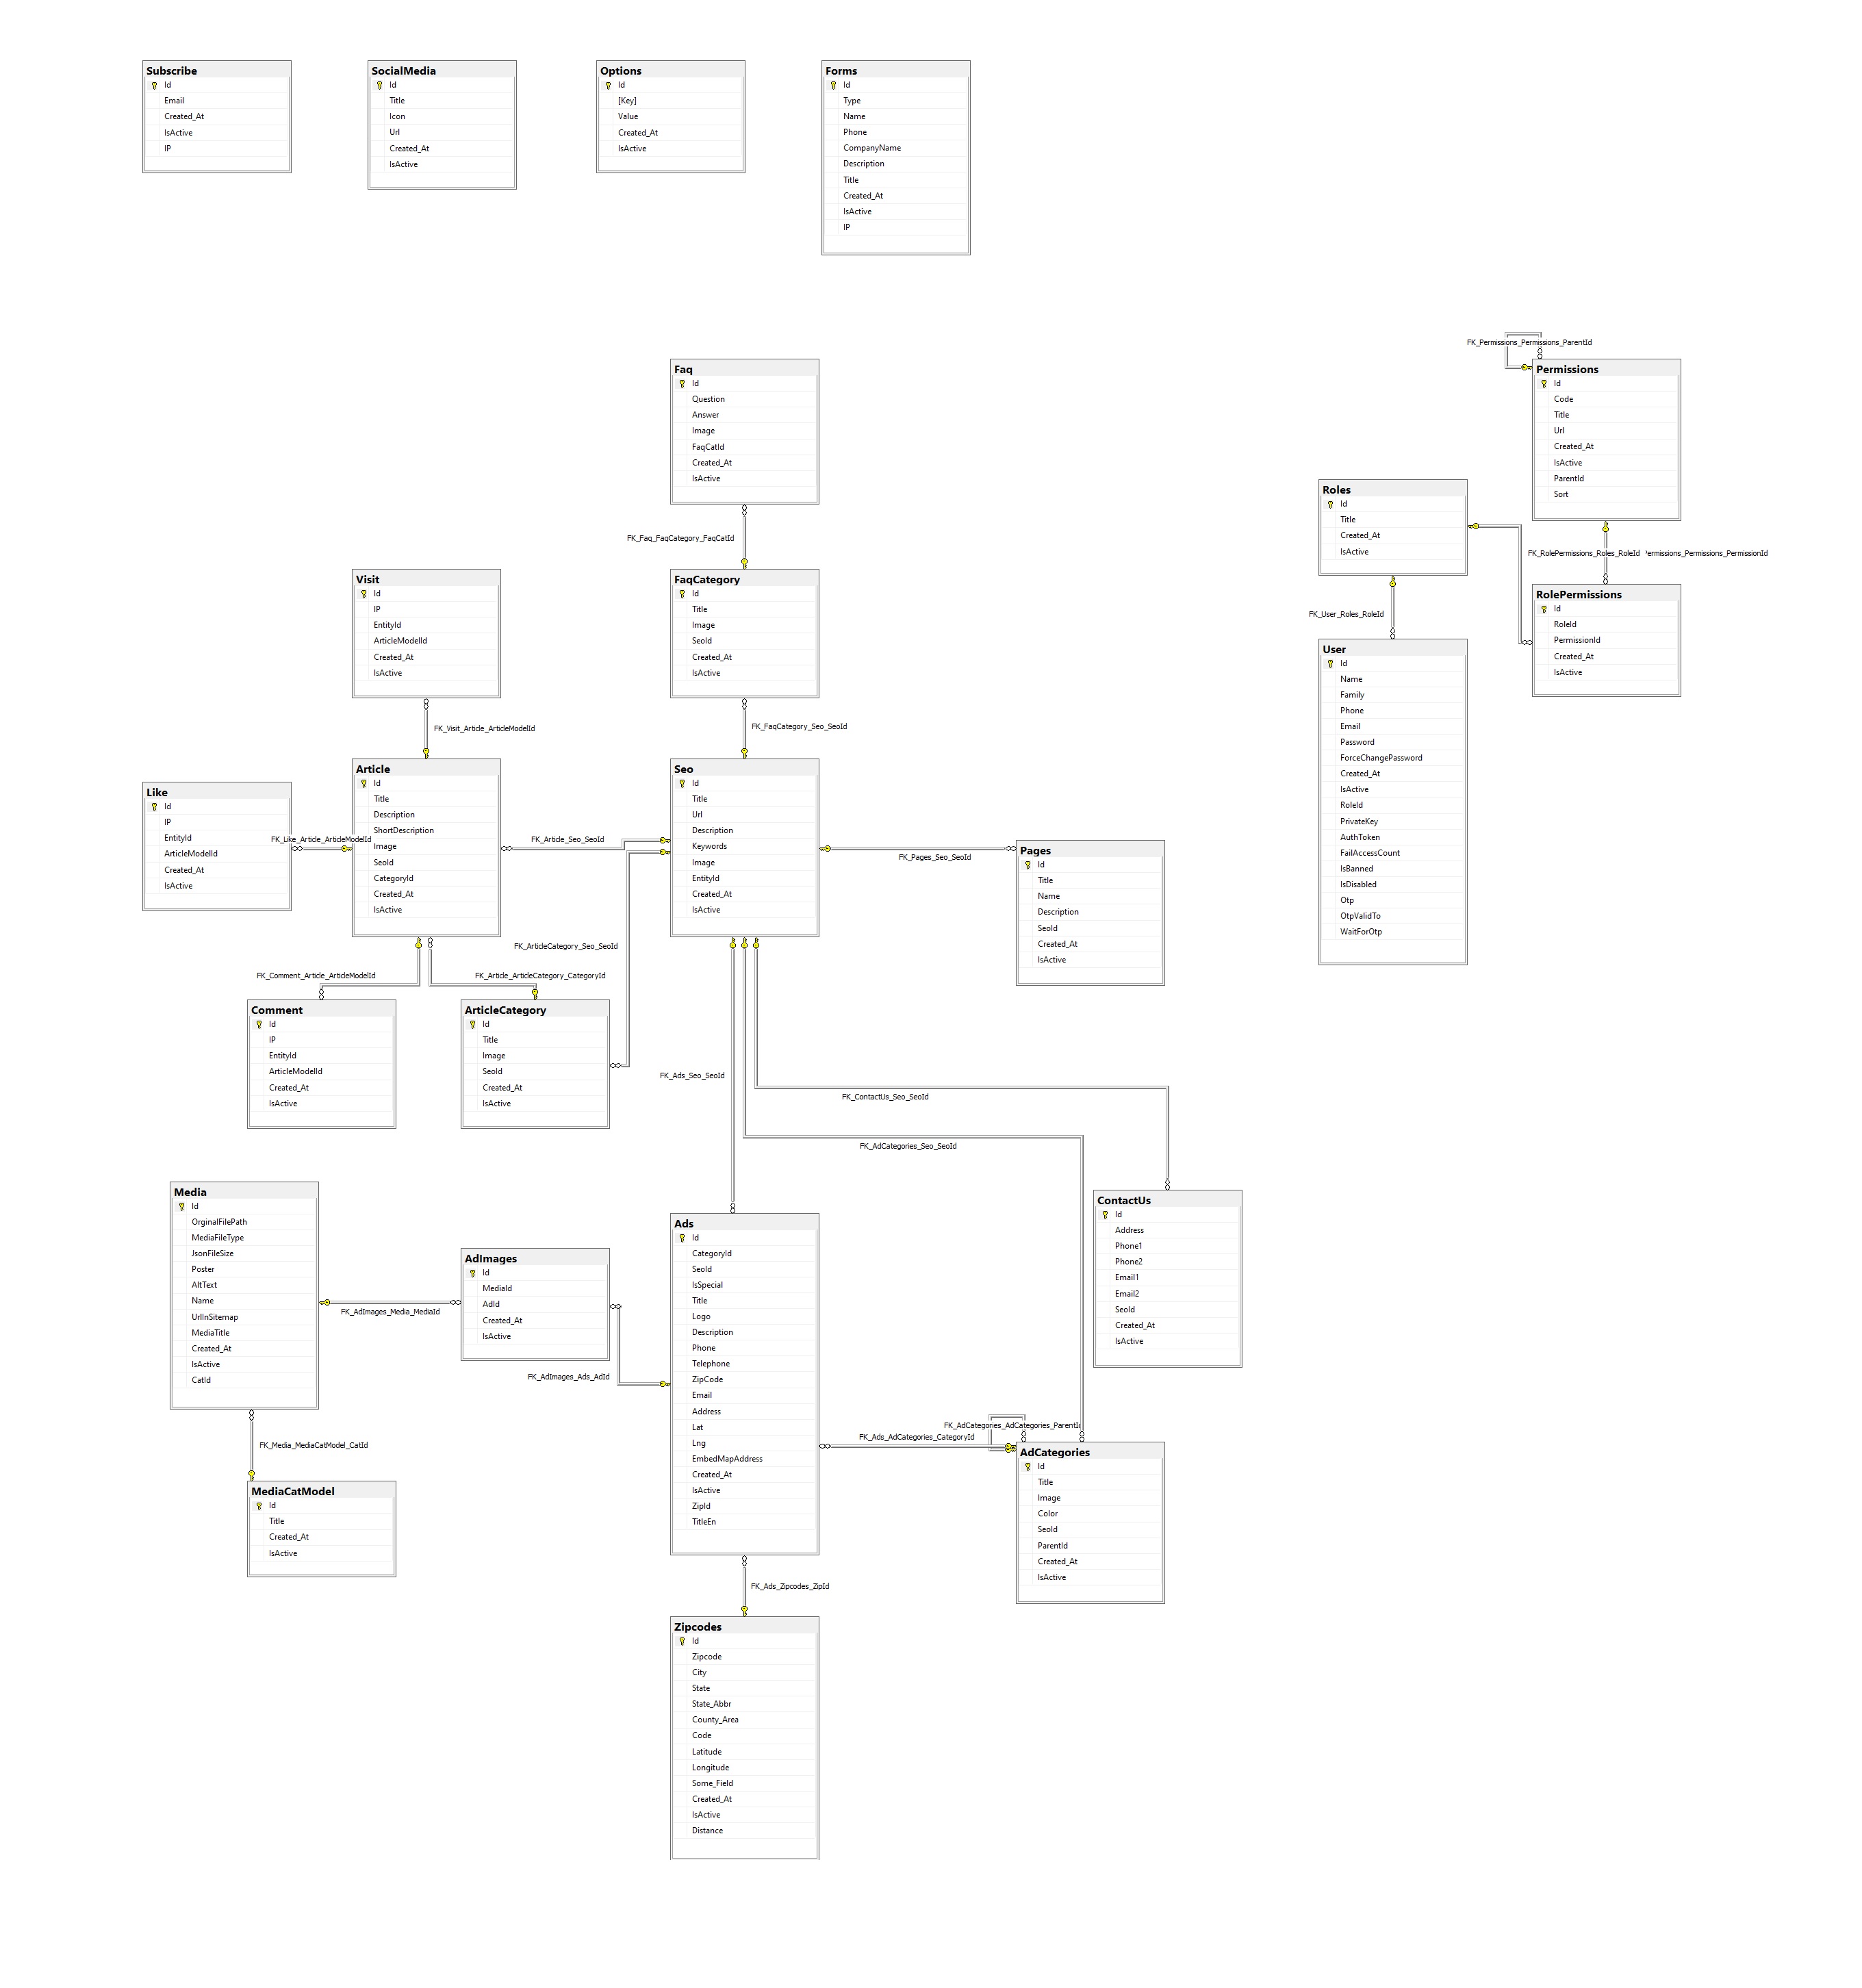 Subscribe
Id
Email
Created_At
IsActive
IP
SocialMedia
Id
Title
Icon
Url
Created_At
IsActive
Options
Id
[Key]
Value
Created_At
IsActive
Forms
Id
Type
Name
Phone
CompanyName
Description
Title
Created_At
IsActive
IP
FK_Permissions_Permissions_ParentId
Permissions
Id
Code
Title
Url
Created_At
IsActive
ParentId
Sort
Faq
Id
Question
Answer
Image
FaqCatId
Created_At
IsActive
Roles
Id
Title
Created_At
IsActive
FK_Faq_FaqCategory_FaqCatId
FK_RolePermissions_Roles_RoleId
Permissions_Permissions_PermissionId
Visit
Id
IP
EntityId
ArticleModelId
Created_At
IsActive
FaqCategory
Id
Title
Image
SeoId
Created_At
IsActive
RolePermissions
Id
RoleId
PermissionId
Created_At
IsActive
FK_User_Roles_RoleId
User
Id
Name
Family
Phone
Email
Password
ForceChangePassword
Created_At
IsActive
RoleId
PrivateKey
AuthToken
FailAccessCount
IsBanned
IsDisabled
Otp
OtpValidTo
WaitForOtp
FK_Visit_Article_ArticleModelId
FK_FaqCategory_Seo_SeoId
Like
Id
IP
EntityId
ArticleModelId
Created_At
IsActive
FK_Like_Article_ArticleModelId
Article
Id
Title
Description
ShortDescription
Image
SeoId
CategoryId
Created_At
IsActive
FK_Article_Seo_SeoId
Seo
Id
Title
Url
Description
Keywords
Image
EntityId
Created_At
IsActive
FK_Pages_Seo_SeoId
Pages
Id
Title
Name
Description
SeoId
Created_At
IsActive
FK_ArticleCategory_Seo_SeoId
FK_Comment_Article_ArticleModelId
FK_Article_ArticleCategory_CategoryId
Comment
Id
IP
EntityId
ArticleModelId
Created_At
IsActive
ArticleCategory
Id
Title
Image
SeoId
Created_At
IsActive
FK_Ads_Seo_SeoId
FK_ContactUs_Seo_SeoId
FK_AdCategories_Seo_SeoId
Media
Id
OrginalFilePath
MediaFileType
JsonFileSize
Poster
AltText
Name
UrlInSitemap
MediaTitle
Created_At
IsActive
CatId
FK_AdImages_Media_MediaId
AdImages
Id
MediaId
AdId
Created_At
IsActive
FK_AdImages_Ads_AdId
Ads
Id
CategoryId
SeoId
IsSpecial
Title
Logo
Description
Phone
Telephone
ZipCode
Email
Address
Lat
Lng
EmbedMapAddress
Created_At
IsActive
ZipId
TitleEn
ContactUs
Id
Address
Phone1
Phone2
Email1
Email2
SeoId
Created_At
IsActive
FK_AdCategories_AdCategories_ParentId
FK_Ads_AdCategories_CategoryId
AdCategories
Id
Title
Image
Color
SeoId
ParentId
Created_At
IsActive
FK_Media_MediaCatModel_CatId
MediaCatModel
Id
Title
Created_At
IsActive
FK_Ads_Zipcodes_ZipId
Zipcodes
Id
Zipcode
City
State
State_Abbr
County_Area
Code
Latitude
Longitude
Some_Field
Created_At
IsActive
Distance